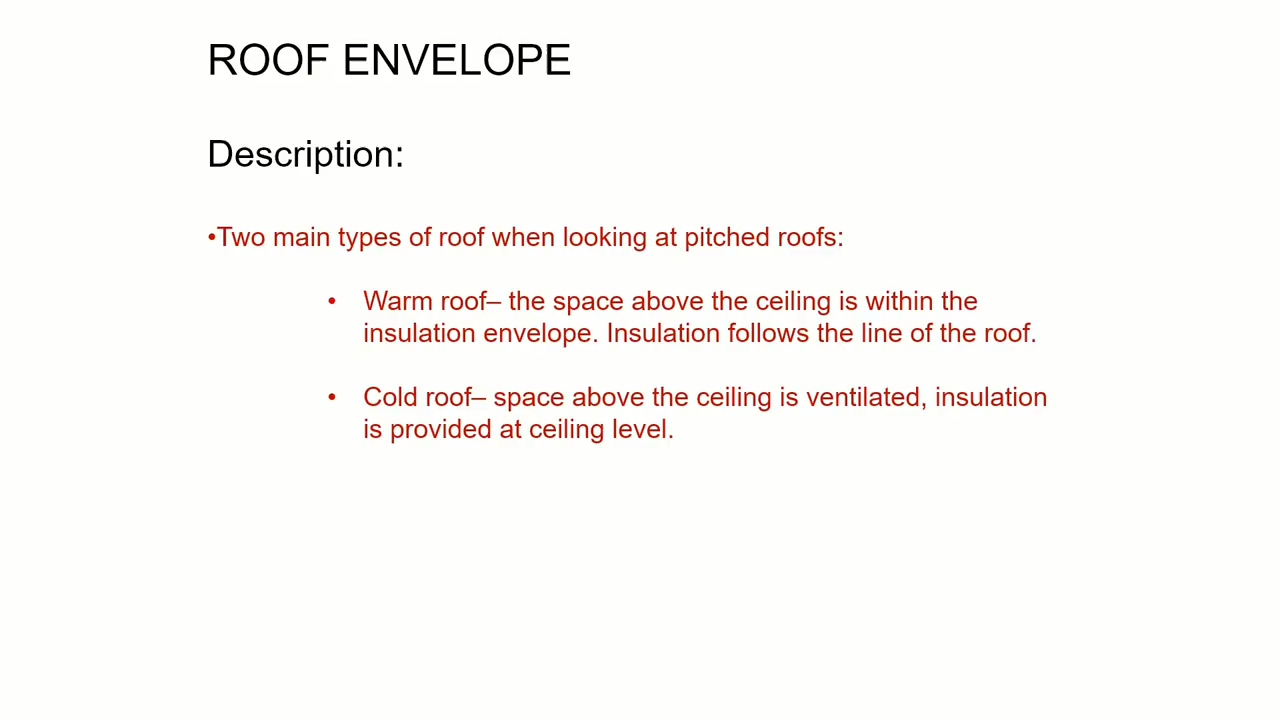 ROOF ENVELOPE
Description:
•Two main types of roof when looking at pitched roofs:
• Warm roof– the space above the ceiling is within the
insulation envelope. Insulation follows the line of the roof.
• Cold roof– space above the ceiling is ventilated, insulation
is provided at ceiling level.